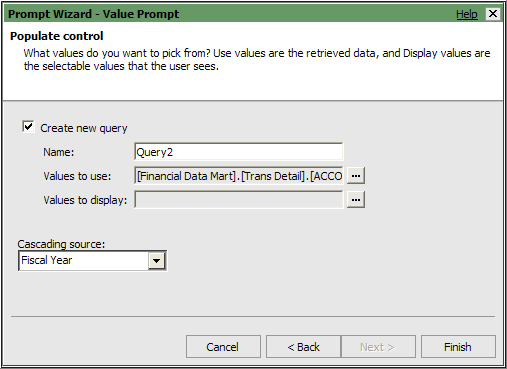 Prompt Wizard - Value Prompt
Help
Populate control
What values do you want to pick from? Use values are the retrieved data, and Display values are
the selectable values that the user sees.
Create new query
Name: Query2
Values to use: [Financial Data Mart].[Trans Detail].[ACCO
...
Values to display:
...
Cascading source:
Fiscal Year
Cancel
< Back
Next >
Finish